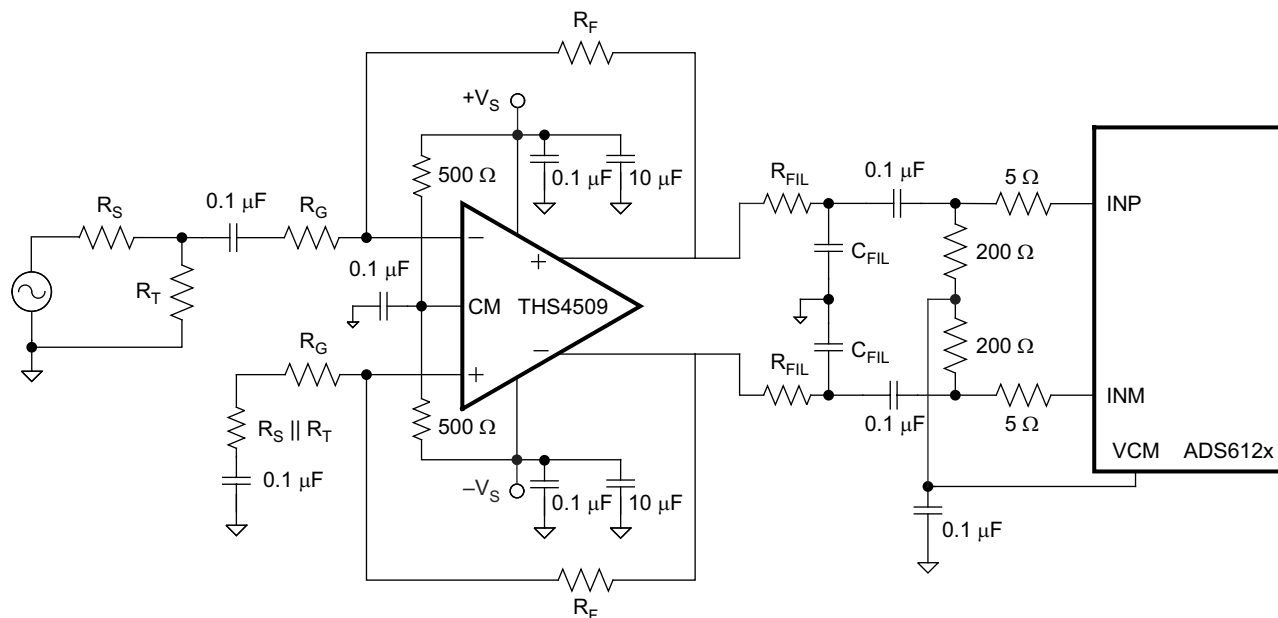 R_F
+V_S
500 Ω
0.1 μF
10 μF
R_S
0.1 μF
R_G
R_T
0.1 μF
−
+
CM
THS4509
−
+
R_G
R_S || R_T
0.1 μF
500 Ω
−V_S
0.1 μF
10 μF
R_F
R_FIL
0.1 μF
5 Ω
INP
C_FIL
200 Ω
C_FIL
200 Ω
R_FIL
0.1 μF
5 Ω
INM
VCM
ADS612x
0.1 μF